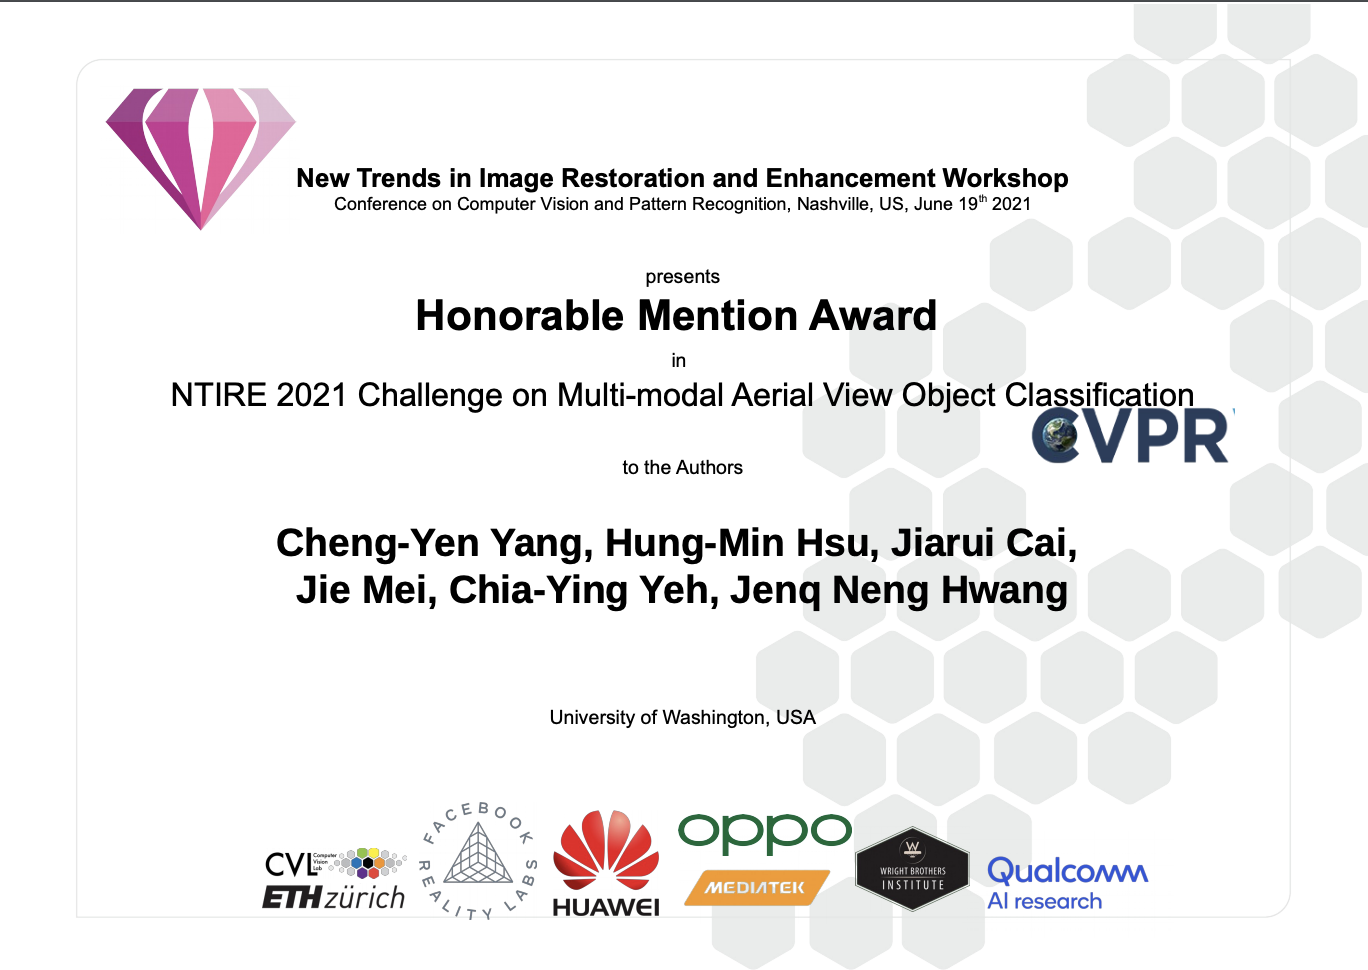 New Trends in Image Restoration and Enhancement Workshop
Conference on Computer Vision and Pattern Recognition, Nashville, US, June 19th 2021
presents
Honorable Mention Award
in
NTIRE 2021 Challenge on Multi-modal Aerial View Object Classification
CVPR
to the Authors
Cheng-Yen Yang, Hung-Min Hsu, Jiarui Cai,
Jie Mei, Chia-Ying Yeh, Jenq Neng Hwang
University of Washington, USA
CVL Computer Vision Lab
ETH zürich
FACEBOOK REALITY LABS
HUAWEI
oppo
MEDIATEK
W
WRIGHT BROTHERS
INSTITUTE
Qualcomm
AI research